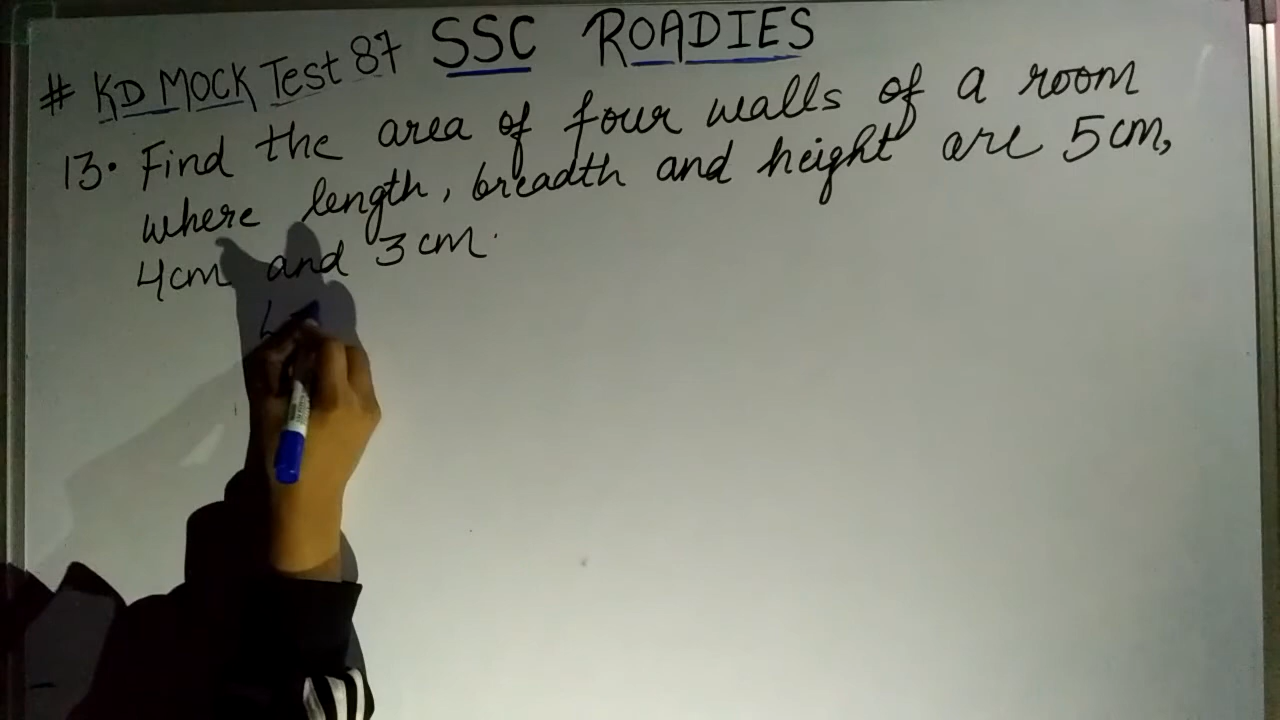 SSC ROADIES
# KD MOCK Test 87
13. Find the area of four walls of a room
where length, breadth and height are 5cm,
4cm and 3cm.